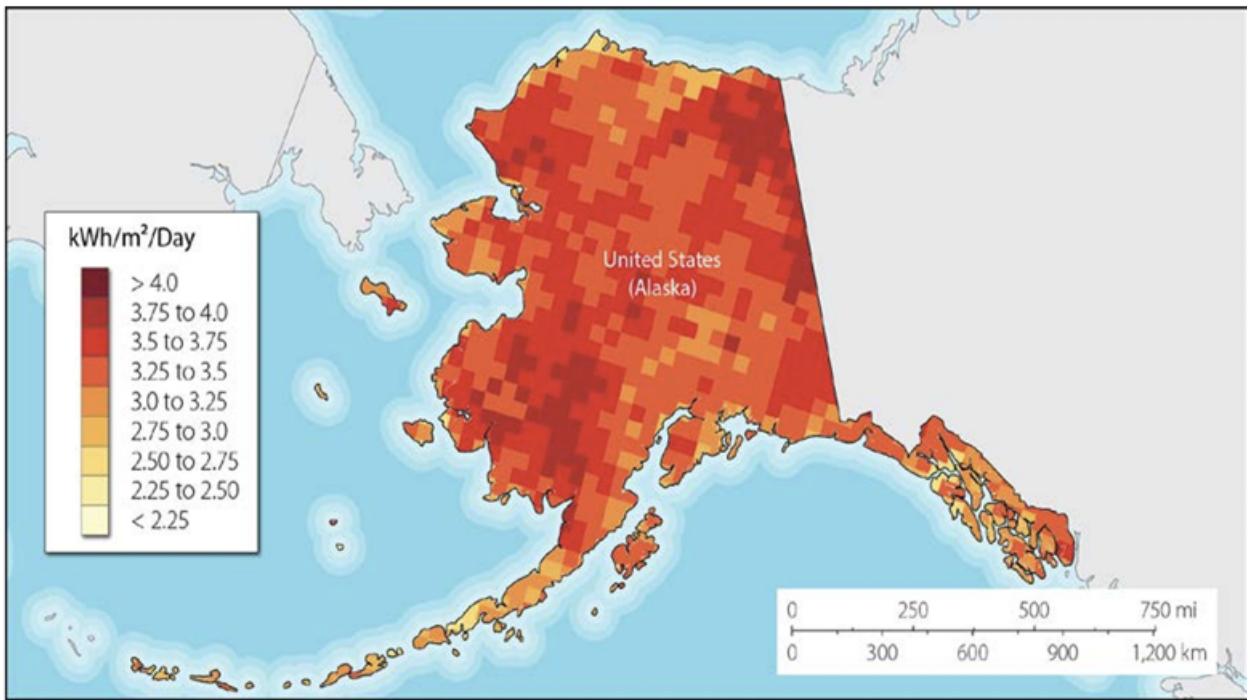 kWh/m²/Day
> 4.0
3.75 to 4.0
3.5 to 3.75
3.25 to 3.5
3.0 to 3.25
2.75 to 3.0
2.50 to 2.75
2.25 to 2.50
< 2.25
United States
(Alaska)
0 250 500 750 mi
0 300 600 900 1,200 km